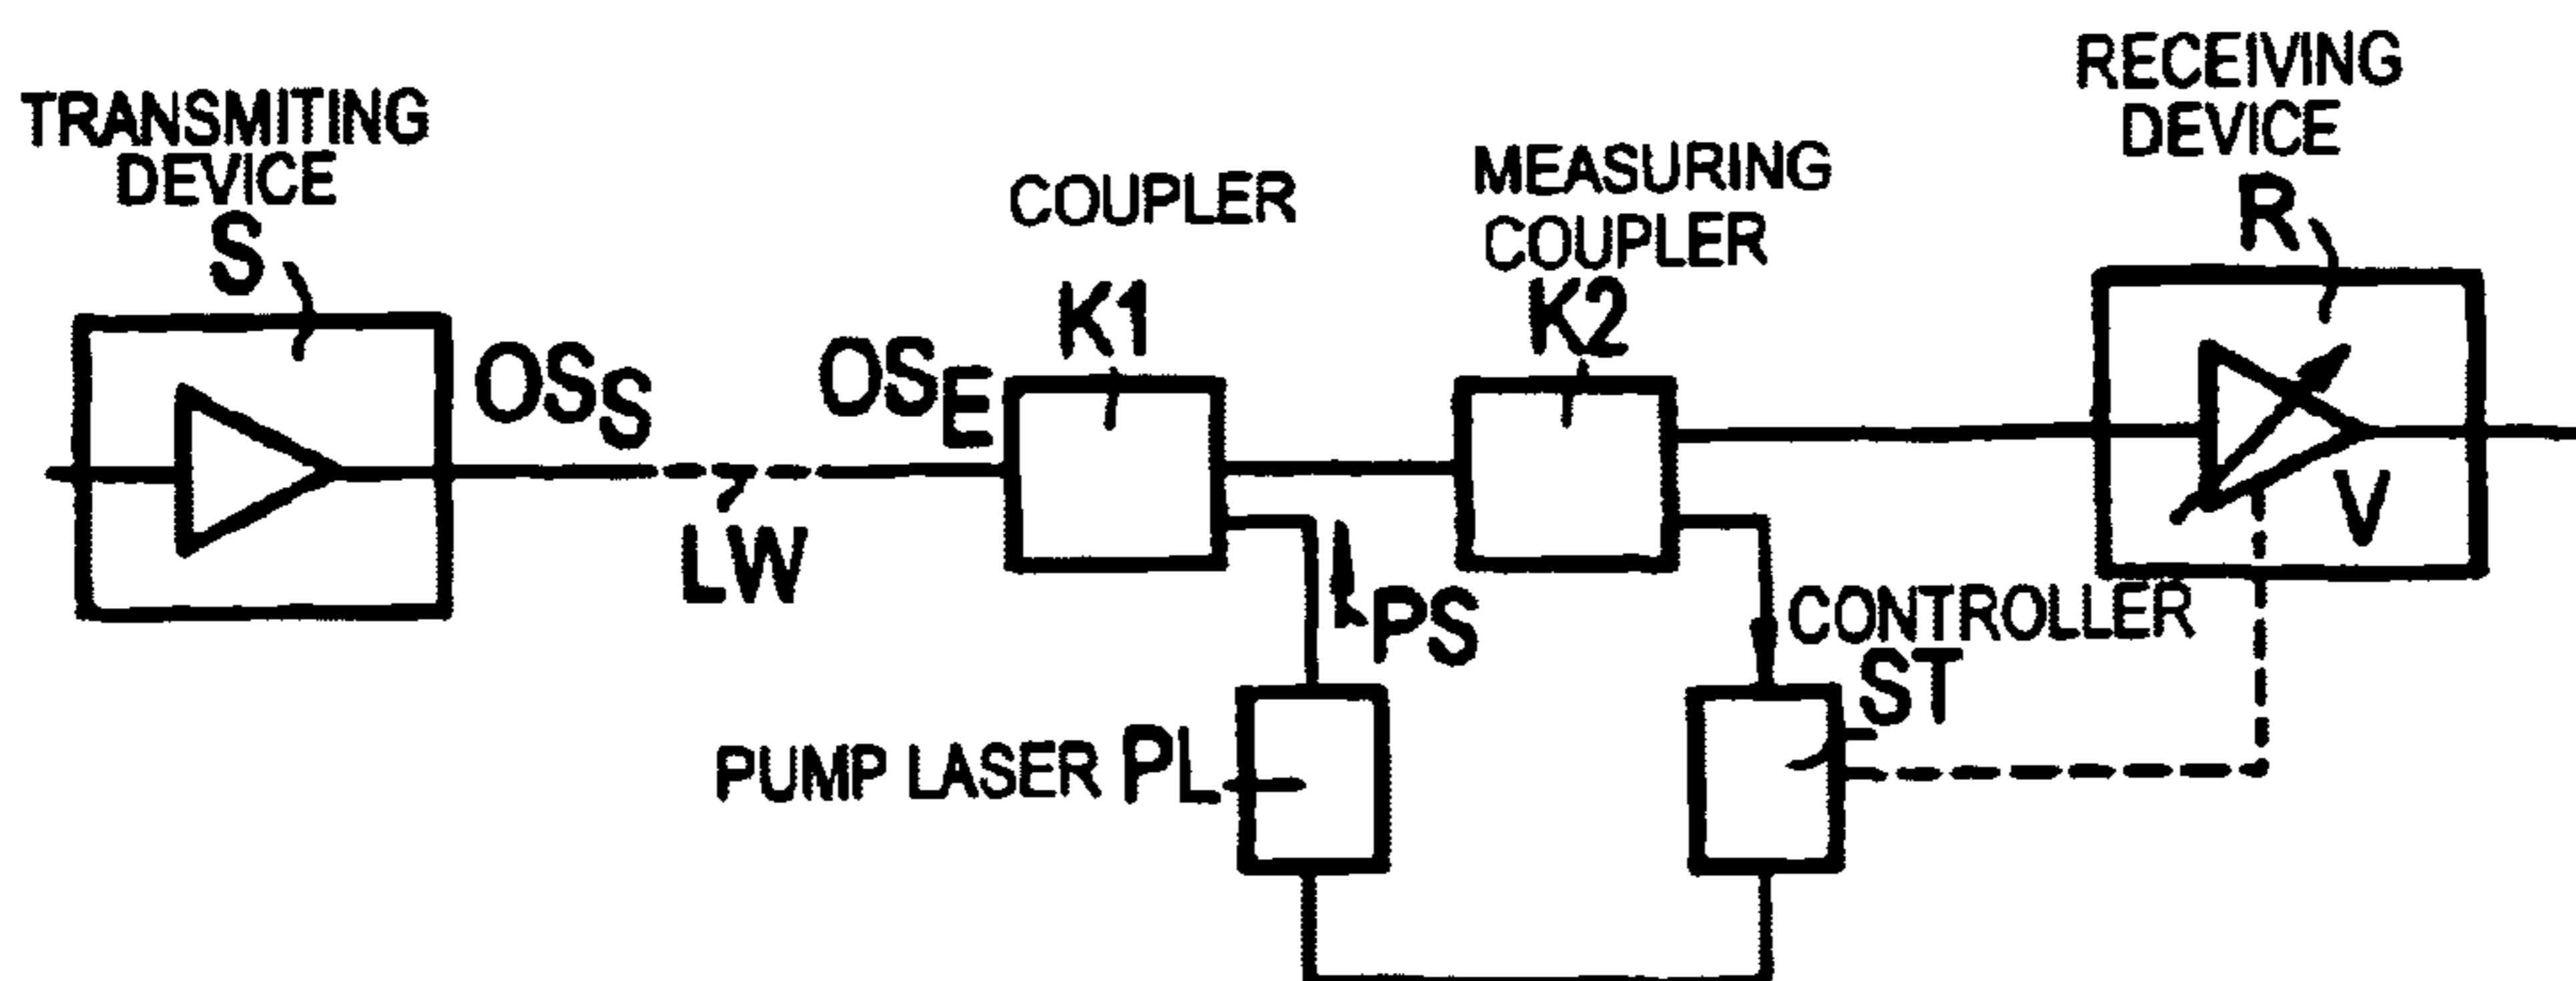 TRANSMITING
DEVICE
S
OSS
LW
OSE
COUPLER
K1
MEASURING
COUPLER
K2
RECEIVING
DEVICE
R
V
PS
PUMP LASER PL
CONTROLLER
ST